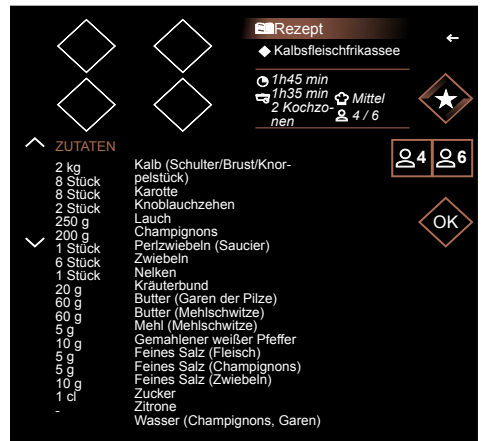 Rezept
Kalbsfleischfrikassee
1h45 min
1h35 min
2 Kochzo-
nen
Mittel
4 / 6
ZUTATEN
4
6
2 kg
8 Stück
8 Stück
2 Stück
250 g
200 g
1 Stück
6 Stück
1 Stück
20 g
60 g
60 g
5 g
10 g
5 g
5 g
10 g
1 cl
-
Kalb (Schulter/Brust/Knor-
pelstück)
Karotte
Knoblauchzehen
Lauch
Champignons
Perlzwiebeln (Saucier)
Zwiebeln
Nelken
Kräuterbund
Butter (Garen der Pilze)
Butter (Mehlschwitze)
Mehl (Mehlschwitze)
Gemahlener weißer Pfeffer
Feines Salz (Fleisch)
Feines Salz (Champignons)
Feines Salz (Zwiebeln)
Zucker
Zitrone
Wasser (Champignons, Garen)
OK